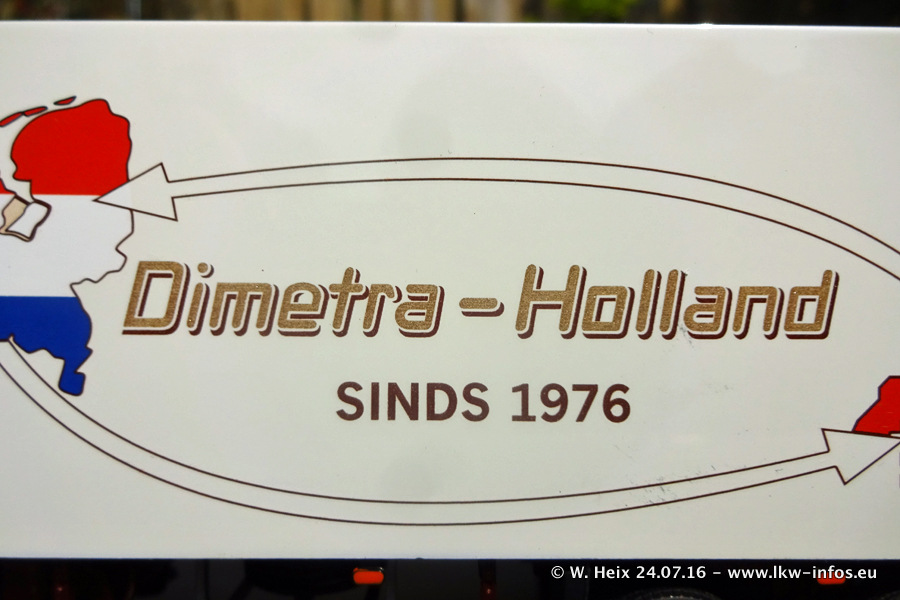 Dimetra - Holland
SINDS 1976
© W. Heix 24.07.16 - www.lkw-infos.eu